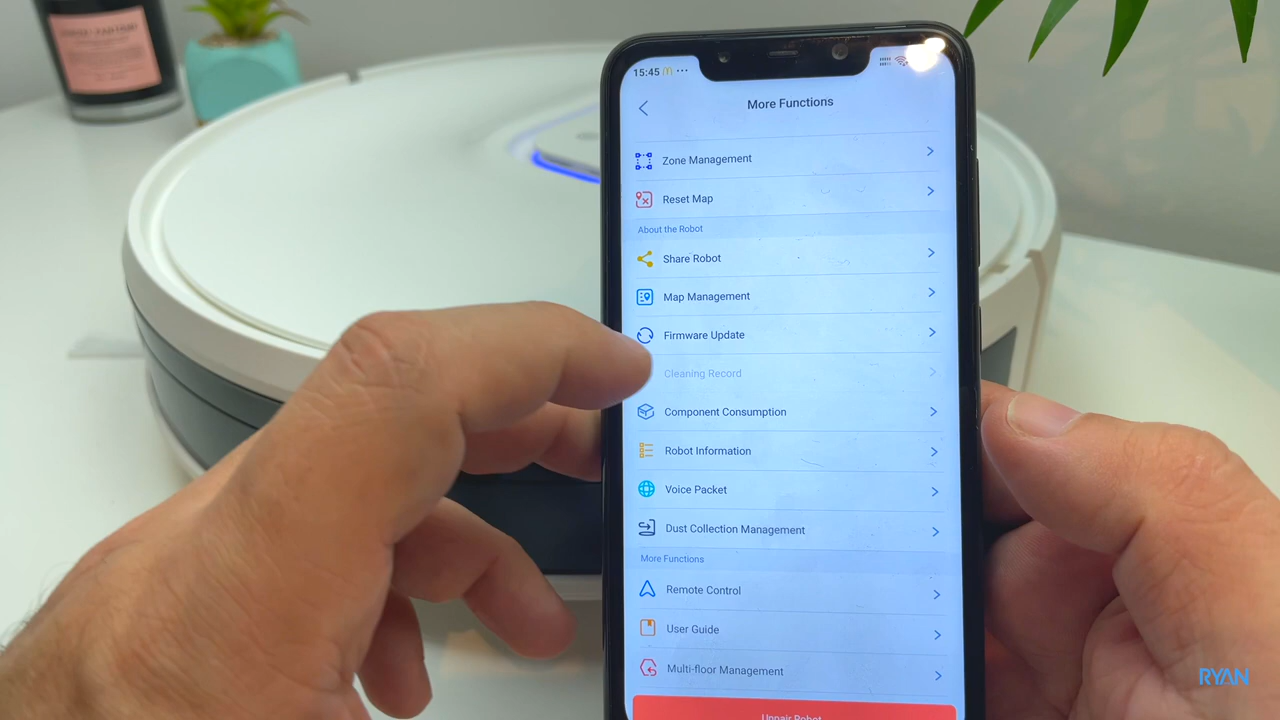 15:45
More Functions
Zone Management
Reset Map
About the Robot
Share Robot
Map Management
Firmware Update
Cleaning Record
Component Consumption
Robot Information
Voice Packet
Dust Collection Management
More Functions
Remote Control
User Guide
Multi-floor Management
Unpair Robot
RYAN